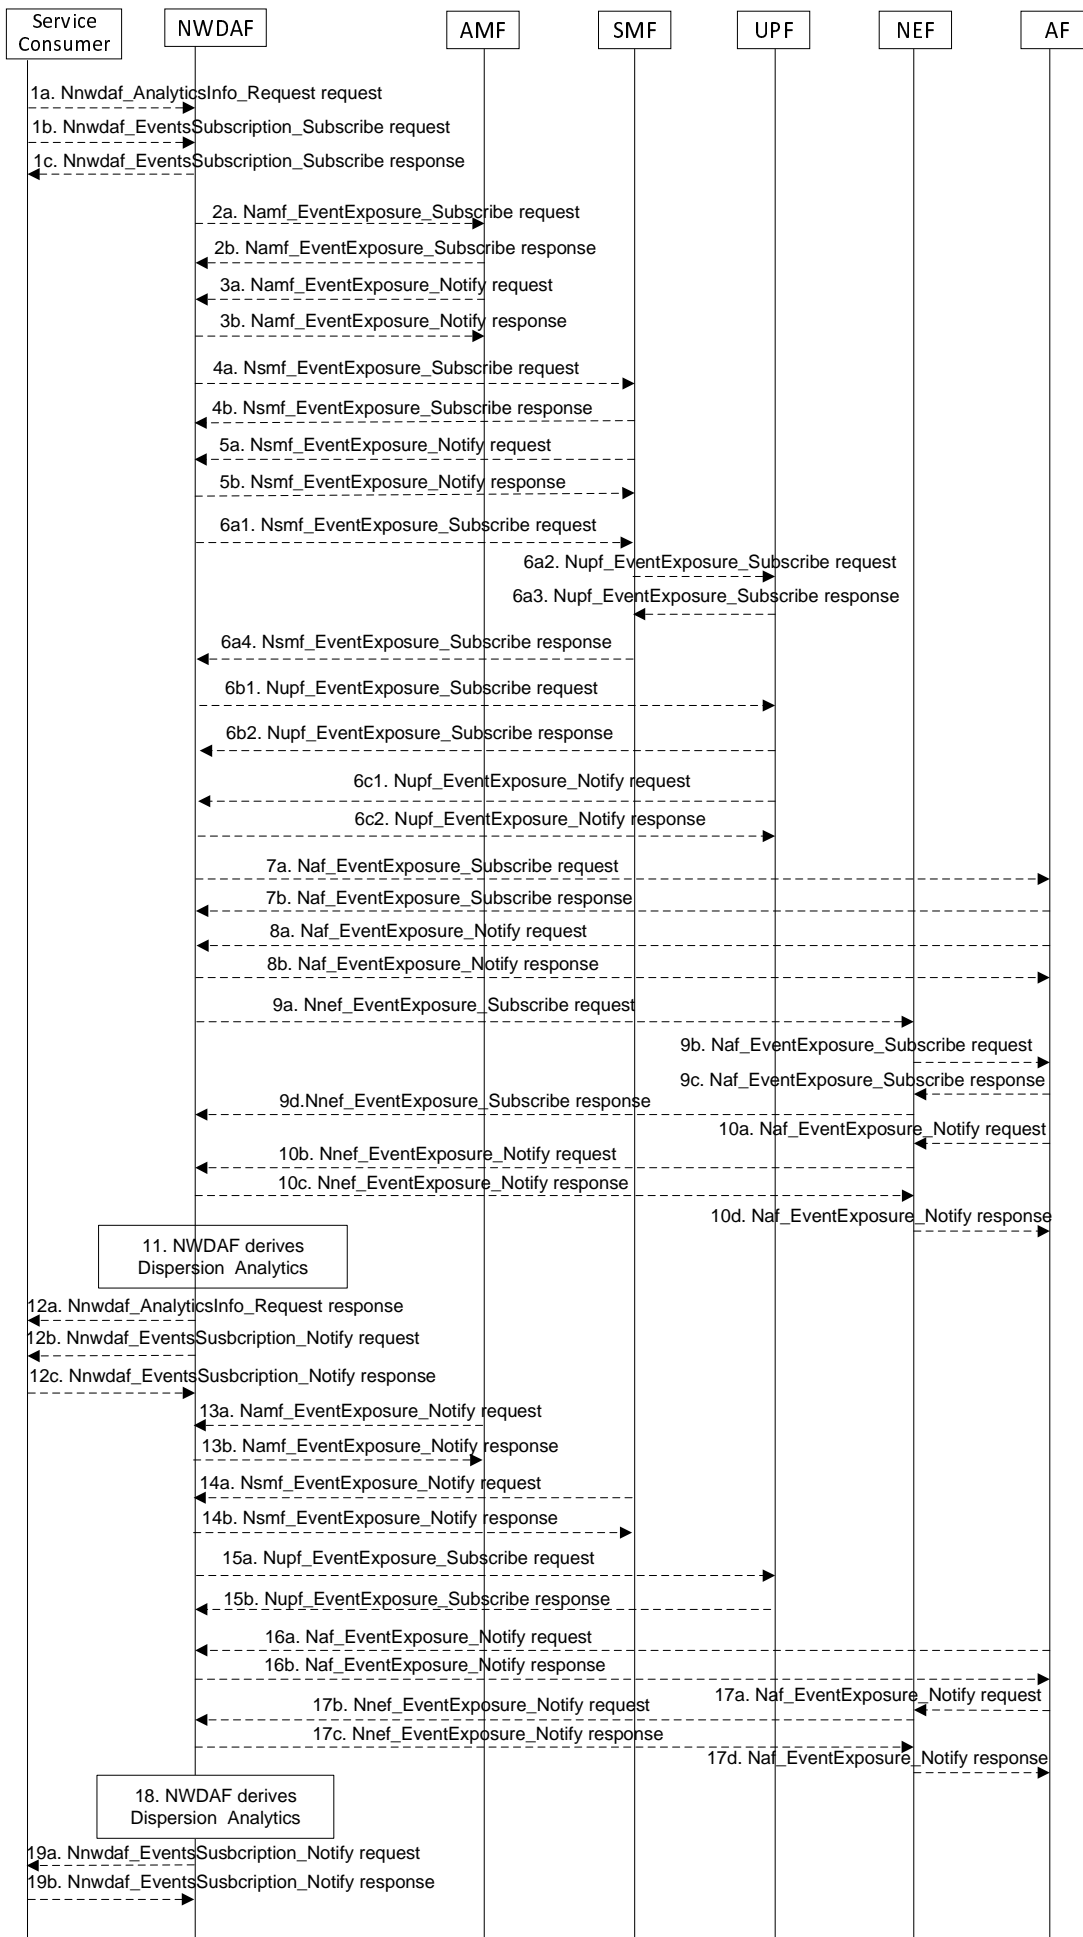 Service
Consumer
NWDAF
AMF
SMF
UPF
NEF
AF
1a. Nnwdaf_AnalyticsInfo_Request request
1b. Nnwdaf_EventsSubscription_Subscribe request
1c. Nnwdaf_EventsSubscription_Subscribe response
2a. Namf_EventExposure_Subscribe request
2b. Namf_EventExposure_Subscribe response
3a. Namf_EventExposure_Notify request
3b. Namf_EventExposure_Notify response
4a. Nsmf_EventExposure_Subscribe request
4b. Nsmf_EventExposure_Subscribe response
5a. Nsmf_EventExposure_Notify request
5b. Nsmf_EventExposure_Notify response
6a1. Nsmf_EventExposure_Subscribe request
6a2. Nupf_EventExposure_Subscribe request
6a3. Nupf_EventExposure_Subscribe response
6a4. Nsmf_EventExposure_Subscribe response
6b1. Nupf_EventExposure_Subscribe request
6b2. Nupf_EventExposure_Subscribe response
6c1. Nupf_EventExposure_Notify request
6c2. Nupf_EventExposure_Notify response
7a. Naf_EventExposure_Subscribe request
7b. Naf_EventExposure_Subscribe response
8a. Naf_EventExposure_Notify request
8b. Naf_EventExposure_Notify response
9a. Nnef_EventExposure_Subscribe request
9b. Naf_EventExposure_Subscribe request
9c. Naf_EventExposure_Subscribe response
9d.Nnef_EventExposure_Subscribe response
10a. Naf_EventExposure_Notify request
10b. Nnef_EventExposure_Notify request
10c. Nnef_EventExposure_Notify response
10d. Naf_EventExposure_Notify response
11. NWDAF derives
Dispersion Analytics
12a. Nnwdaf_AnalyticsInfo_Request response
12b. Nnwdaf_EventsSusbcription_Notify request
12c. Nnwdaf_EventsSusbcription_Notify response
13a. Namf_EventExposure_Notify request
13b. Namf_EventExposure_Notify response
14a. Nsmf_EventExposure_Notify request
14b. Nsmf_EventExposure_Notify response
15a. Nupf_EventExposure_Subscribe request
15b. Nupf_EventExposure_Subscribe response
16a. Naf_EventExposure_Notify request
16b. Naf_EventExposure_Notify response
17a. Naf_EventExposure_Notify request
17b. Nnef_EventExposure_Notify request
17c. Nnef_EventExposure_Notify response
17d. Naf_EventExposure_Notify response
18. NWDAF derives
Dispersion Analytics
19a. Nnwdaf_EventsSusbcription_Notify request
19b. Nnwdaf_EventsSusbcription_Notify response